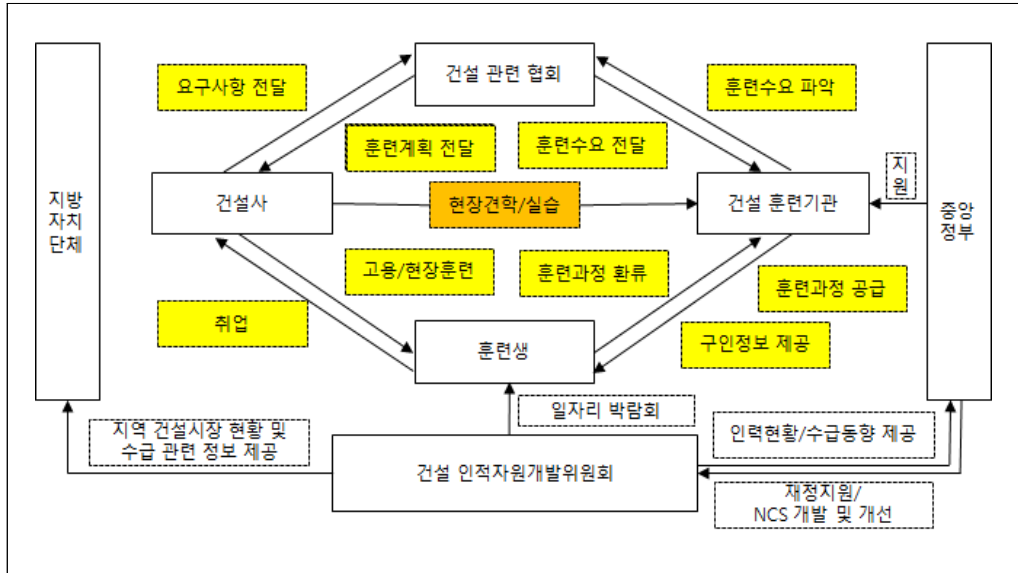 건설 관련 협회
요구사항 전달
훈련수요 파악
훈련계획 전달
훈련수요 전달
지원
지방
자치
단체
건설사
현장견학/실습
건설 훈련기관
중앙
정부
고용/현장훈련
훈련과정 환류
훈련과정 공급
취업
훈련생
구인정보 제공
일자리 박람회
지역 건설시장 현황 및
수급 관련 정보 제공
인력현황/수급동향 제공
건설 인적자원개발위원회
재정지원/
NCS 개발 및 개선